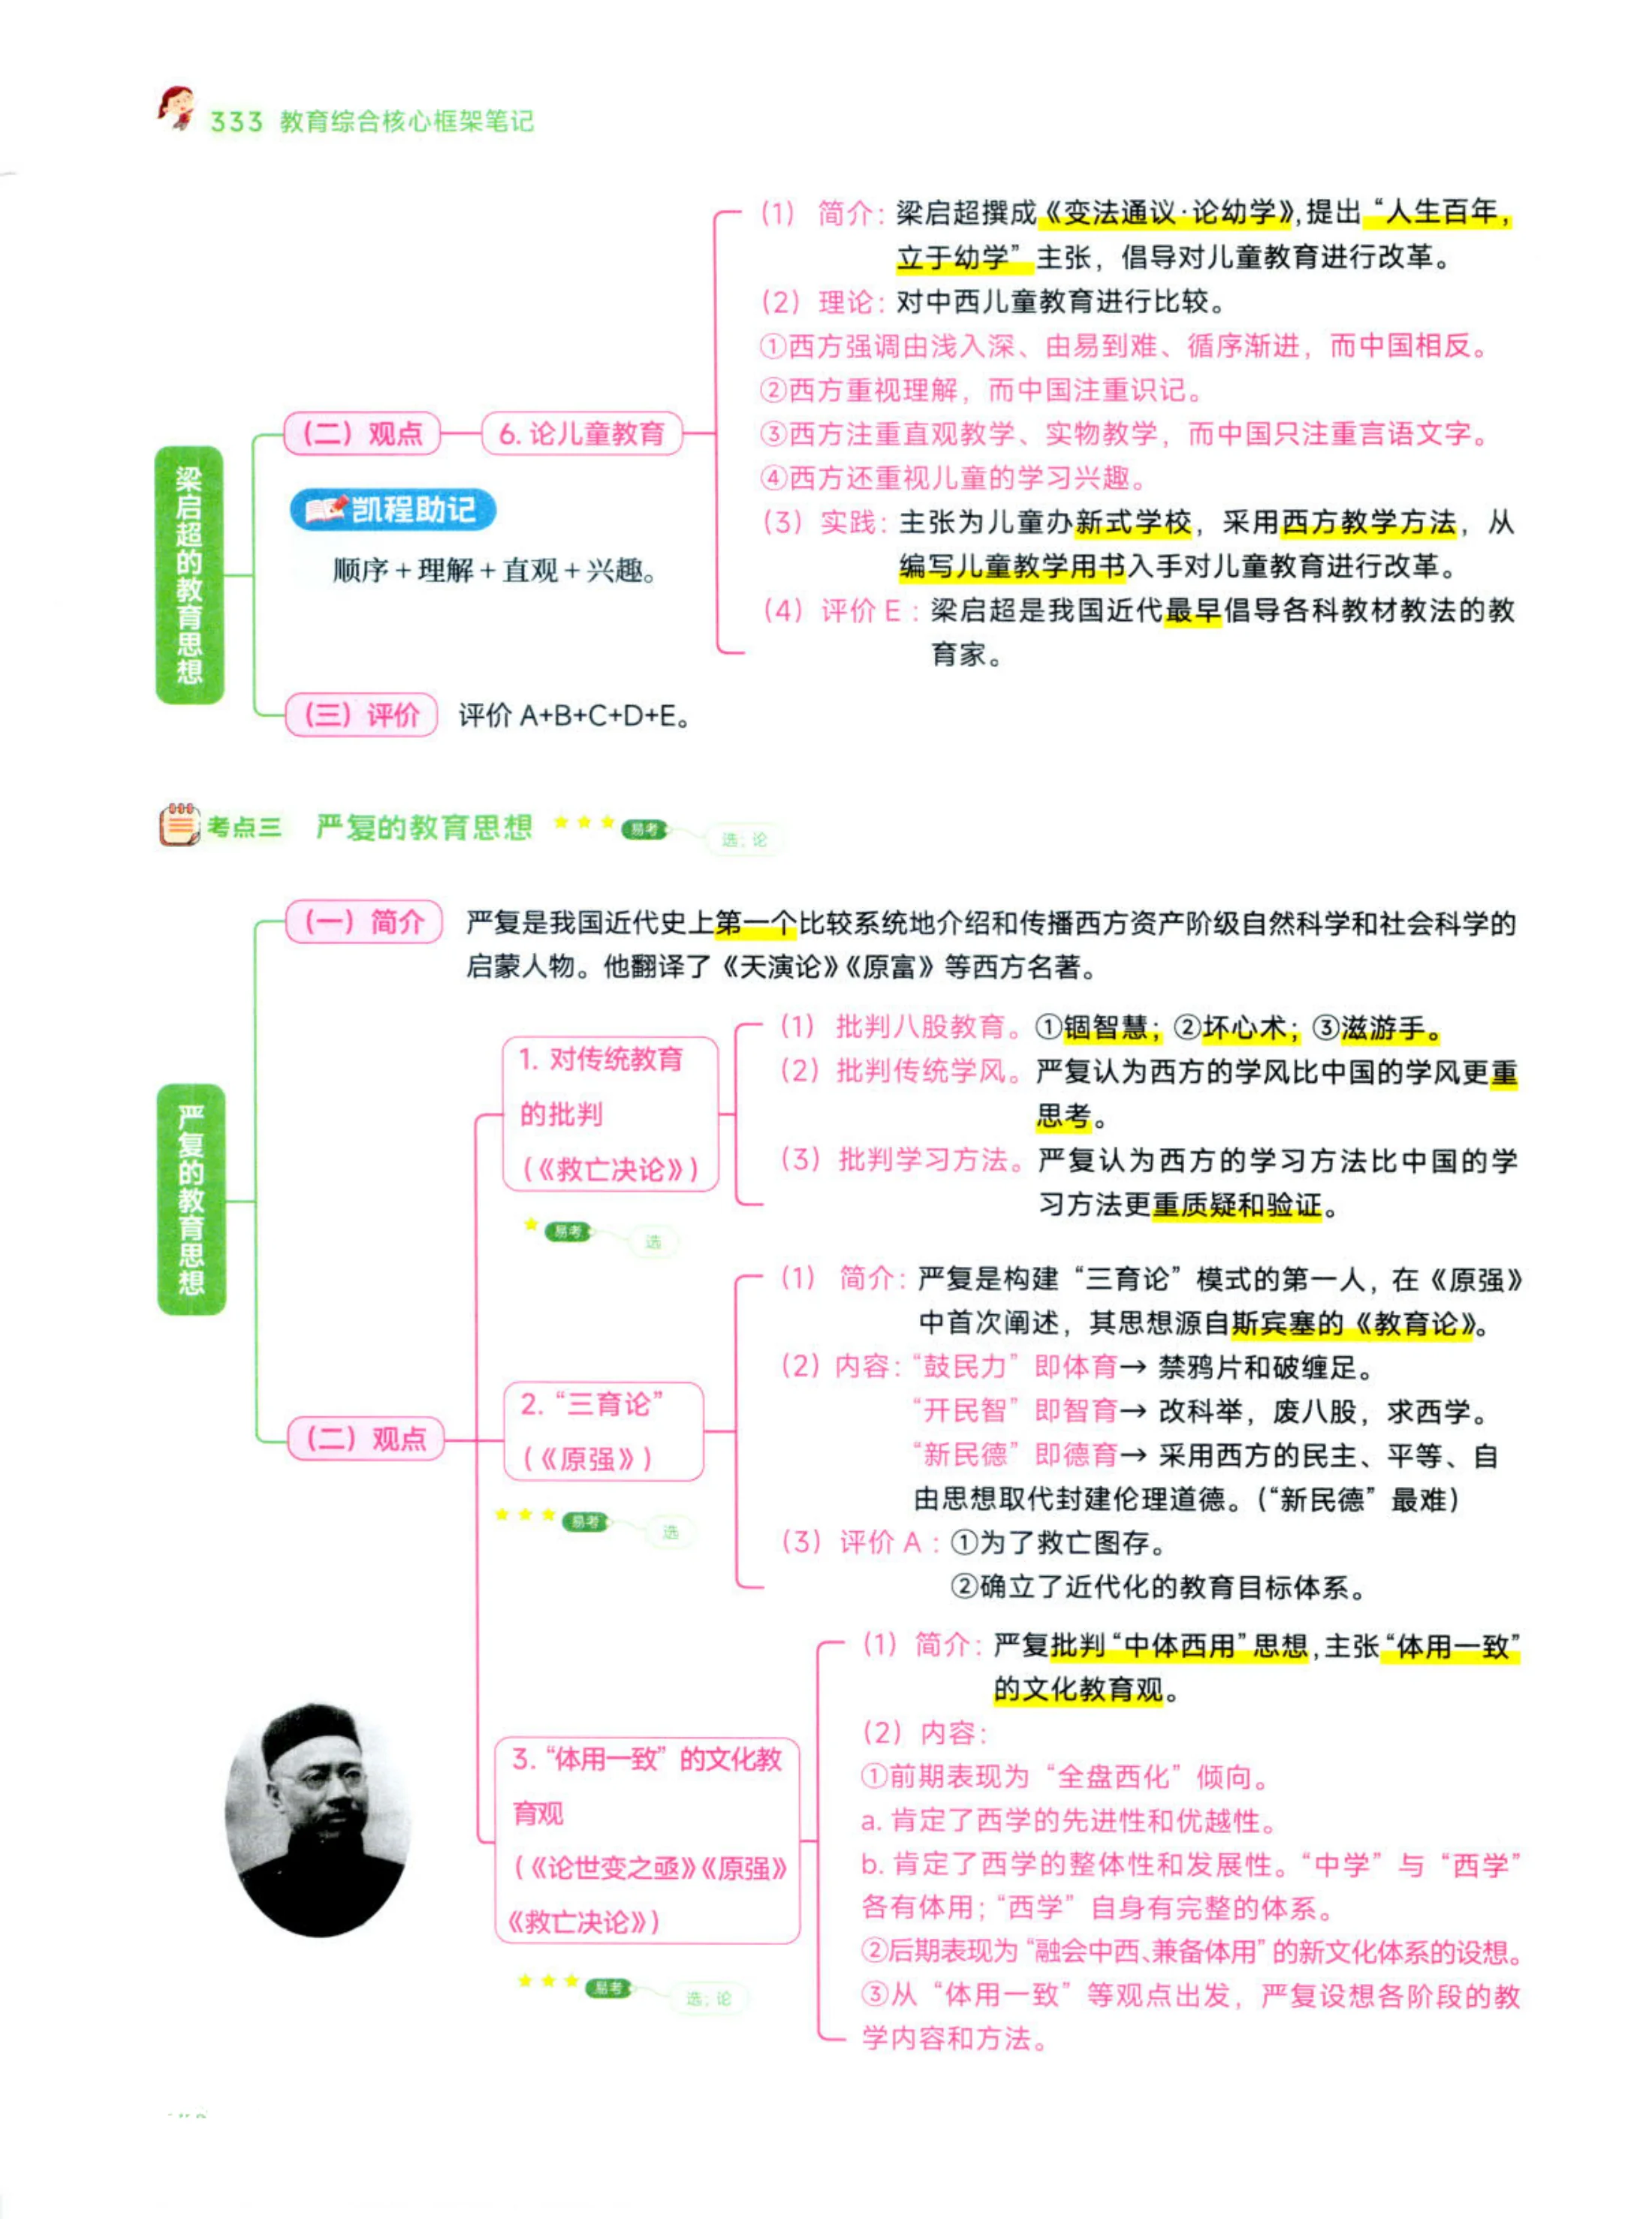 333 教育综合核心框架笔记
梁启超的教育思想
（二）观点
6. 论儿童教育
（1）简介：梁启超撰成《变法通议·论幼学》，提出“人生百年，
立于幼学”主张，倡导对儿童教育进行改革。
（2）理论：对中西儿童教育进行比较。
①西方强调由浅入深、由易到难、循序渐进，而中国相反。
②西方重视理解，而中国注重识记。
③西方注重直观教学、实物教学，而中国只注重言语文字。
④西方还重视儿童的学习兴趣。
（3）实践：主张为儿童办新式学校，采用西方教学方法，从
编写儿童教学用书入手对儿童教育进行改革。
（4）评价 E：梁启超是我国近代最早倡导各科教材教法的教
育家。
凯程助记
顺序＋理解＋直观＋兴趣。
（三）评价 评价 A+B+C+D+E。
考点三 严复的教育思想 易考 选；论
严复的教育思想
（一）简介 严复是我国近代史上第一个比较系统地介绍和传播西方资产阶级自然科学和社会科学的
启蒙人物。他翻译了《天演论》《原富》等西方名著。
（二）观点
1. 对传统教育
的批判
（《救亡决论》）
易考 选
（1）批判八股教育。①锢智慧；②坏心术；③滋游手。
（2）批判传统学风。严复认为西方的学风比中国的学风更重
思考。
（3）批判学习方法。严复认为西方的学习方法比中国的学
习方法更重质疑和验证。
2. “三育论”
（《原强》）
易考 选
（1）简介：严复是构建“三育论”模式的第一人，在《原强》
中首次阐述，其思想源自斯宾塞的《教育论》。
（2）内容：“鼓民力”即体育→ 禁鸦片和破缠足。
“开民智”即智育→ 改科举，废八股，求西学。
“新民德”即德育→ 采用西方的民主、平等、自
由思想取代封建伦理道德。（“新民德”最难）
（3）评价 A：①为了救亡图存。
②确立了近代化的教育目标体系。
3. “体用一致”的文化教
育观
（《论世变之亟》《原强》
《救亡决论》）
易考 选；论
（1）简介：严复批判“中体西用”思想，主张“体用一致”
的文化教育观。
（2）内容：
①前期表现为“全盘西化”倾向。
a. 肯定了西学的先进性和优越性。
b. 肯定了西学的整体性和发展性。“中学”与“西学”
各有体用；“西学”自身有完整的体系。
②后期表现为“融会中西、兼备体用”的新文化体系的设想。
③从“体用一致”等观点出发，严复设想各阶段的教
学内容和方法。